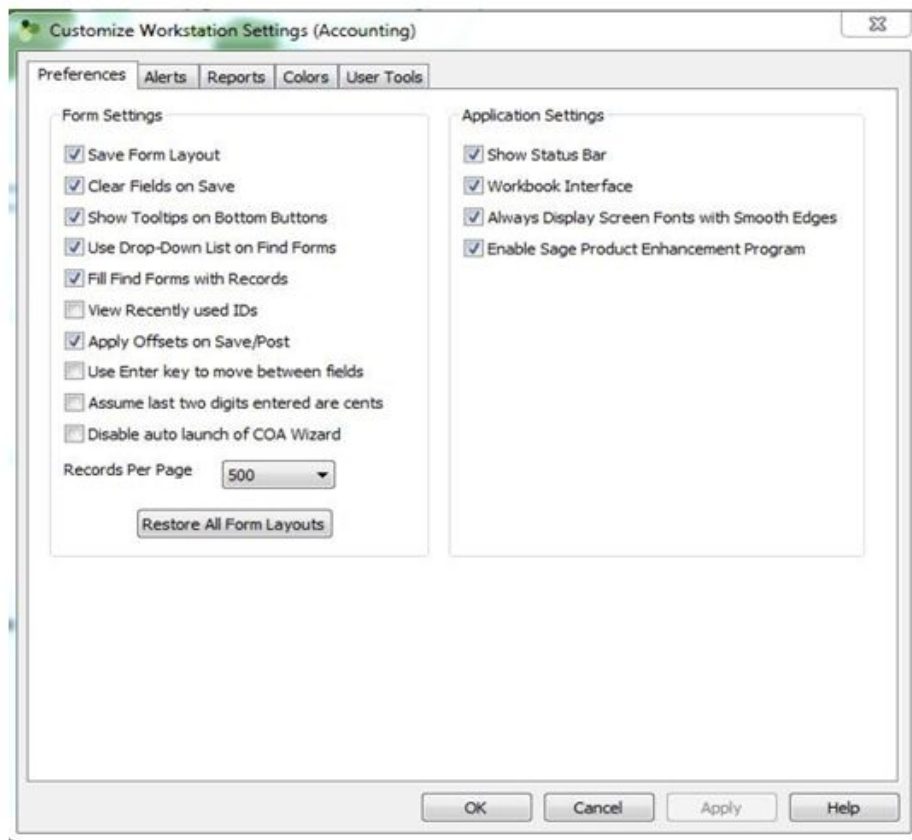 Customize Workstation Settings (Accounting)
Preferences Alerts Reports Colors User Tools
Form Settings
Save Form Layout
Clear Fields on Save
Show Tooltips on Bottom Buttons
Use Drop-Down List on Find Forms
Fill Find Forms with Records
View Recently used IDs
Apply Offsets on Save/Post
Use Enter key to move between fields
Assume last two digits entered are cents
Disable auto launch of COA Wizard
Records Per Page 500
Restore All Form Layouts
Application Settings
Show Status Bar
Workbook Interface
Always Display Screen Fonts with Smooth Edges
Enable Sage Product Enhancement Program
OK Cancel Apply Help